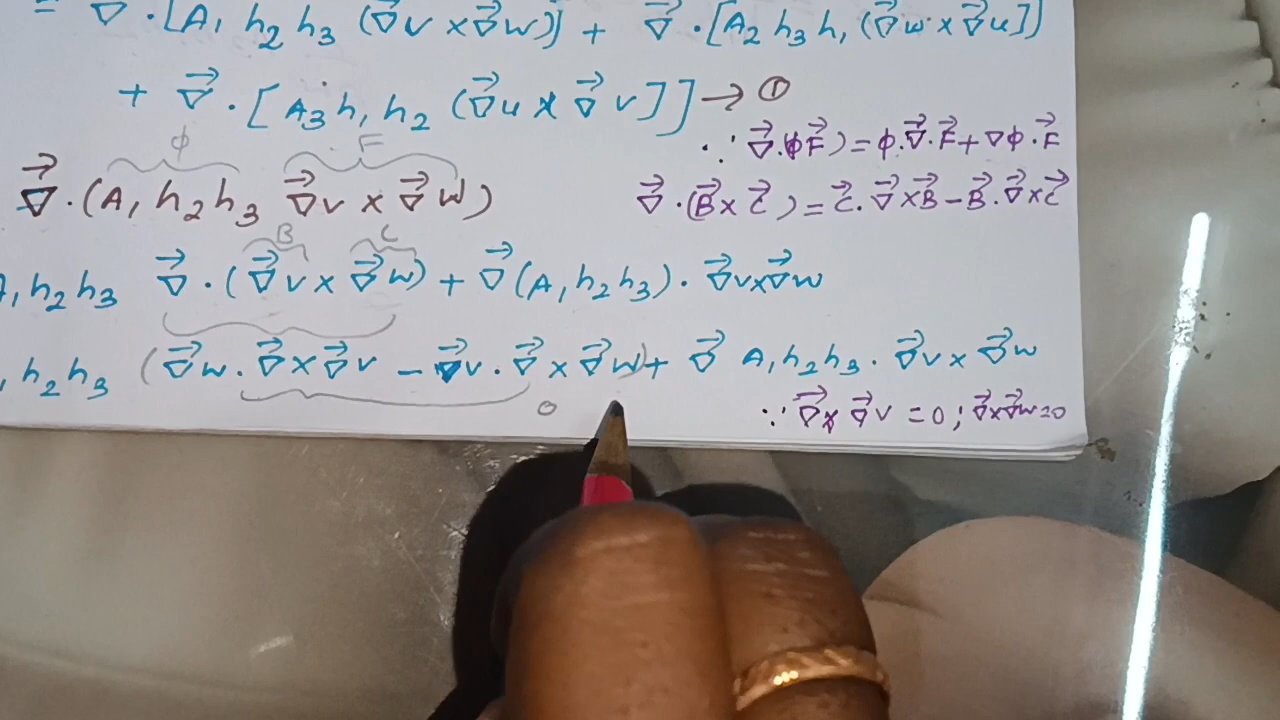 = ∇⃗ · [A₁ h₂ h₃ (∇⃗v × ∇⃗w)] + ∇⃗ · [A₂ h₃ h₁ (∇⃗w × ∇⃗u])
+ ∇⃗ · [A₃ h₁ h₂ (∇⃗u × ∇⃗v]] → ①
∵ ∇⃗.(ϕF⃗) = ϕ.∇⃗.F⃗ + ∇ϕ.F⃗
ϕ F
∇⃗ · (A₁ h₂ h₃ ∇⃗v × ∇⃗w)
∇⃗ · (B⃗ × C⃗) = C⃗. ∇⃗ × B⃗ − B⃗. ∇⃗ × C⃗
B C
A₁ h₂ h₃ ∇⃗ · (∇⃗v × ∇⃗w) + ∇⃗(A₁ h₂ h₃) · ∇⃗v × ∇⃗w
, h₂ h₃ (∇⃗w · ∇⃗ × ∇⃗v − ∇⃗v · ∇⃗ × ∇⃗w) + ∇⃗ A₁ h₂ h₃ · ∇⃗v × ∇⃗w
0
∵ ∇⃗ × ∇⃗v = 0 ; ∇⃗×∇⃗w=0